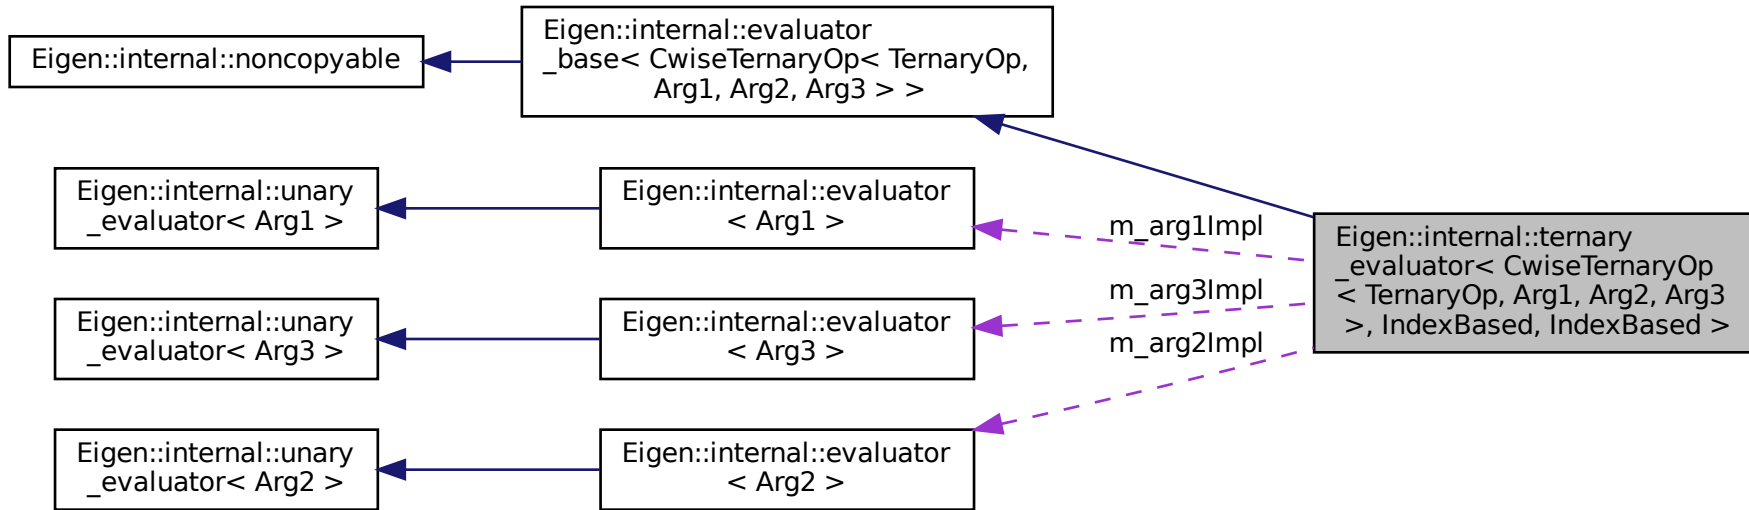 Eigen::internal::noncopyable
Eigen::internal::evaluator
_base< CwiseTernaryOp< TernaryOp,
Arg1, Arg2, Arg3 > >
Eigen::internal::unary
_evaluator< Arg1 >
Eigen::internal::evaluator
< Arg1 >
m_arg1Impl
Eigen::internal::ternary
_evaluator< CwiseTernaryOp
< TernaryOp, Arg1, Arg2, Arg3
>, IndexBased, IndexBased >
Eigen::internal::unary
_evaluator< Arg3 >
Eigen::internal::evaluator
< Arg3 >
m_arg3Impl
m_arg2Impl
Eigen::internal::unary
_evaluator< Arg2 >
Eigen::internal::evaluator
< Arg2 >